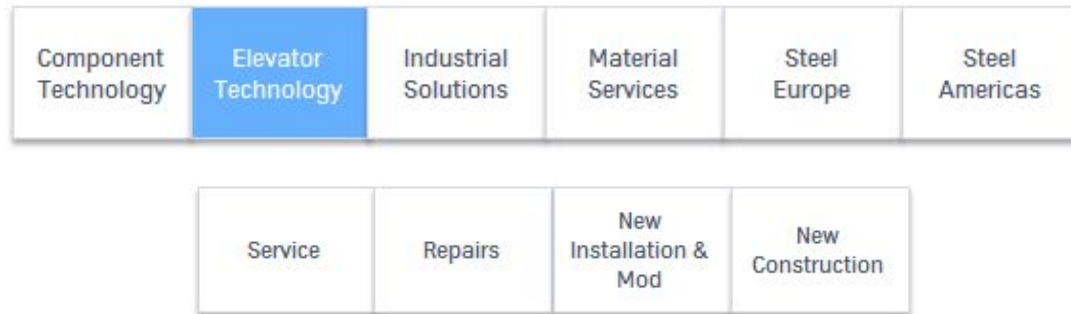 Component
Technology
Elevator
Technology
Industrial
Solutions
Material
Services
Steel
Europe
Steel
Americas
Service
Repairs
New
Installation &
Mod
New
Construction